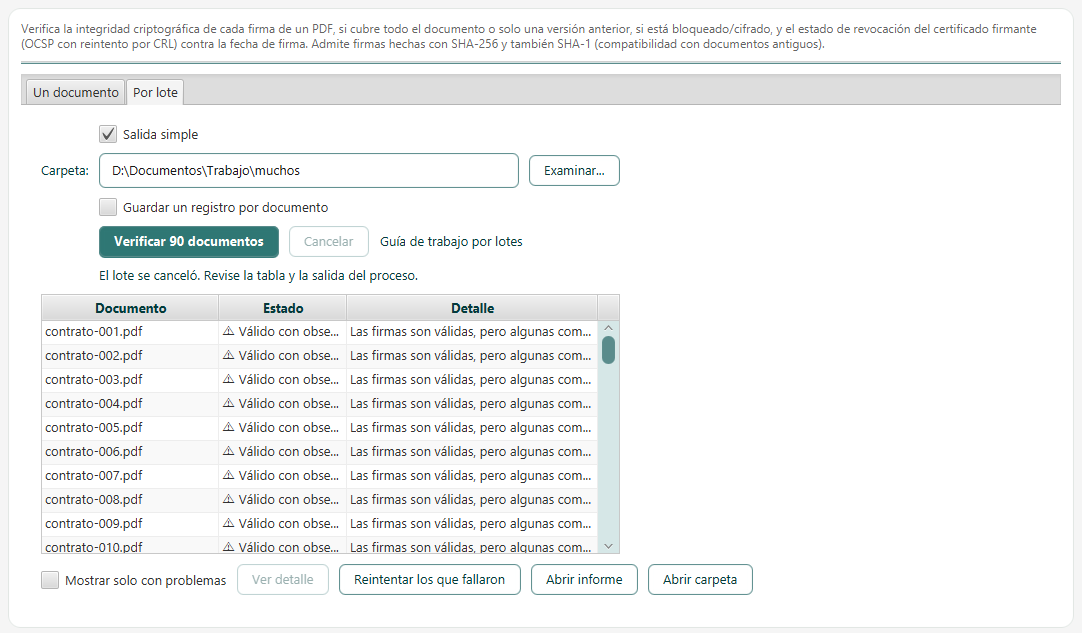 Verifica la integridad criptográfica de cada firma de un PDF, si cubre todo el documento o solo una versión anterior, si está bloqueado/cifrado, y el estado de revocación del certificado firmante
(OCSP con reintento por CRL) contra la fecha de firma. Admite firmas hechas con SHA-256 y también SHA-1 (compatibilidad con documentos antiguos).
Un documento Por lote
Salida simple
Carpeta: D:\Documentos\Trabajo\muchos Examinar...
Guardar un registro por documento
Verificar 90 documentos Cancelar Guía de trabajo por lotes
El lote se canceló. Revise la tabla y la salida del proceso.
Documento Estado Detalle
contrato-001.pdf ⚠ Válido con obse... Las firmas son válidas, pero algunas com...
contrato-002.pdf ⚠ Válido con obse... Las firmas son válidas, pero algunas com...
contrato-003.pdf ⚠ Válido con obse... Las firmas son válidas, pero algunas com...
contrato-004.pdf ⚠ Válido con obse... Las firmas son válidas, pero algunas com...
contrato-005.pdf ⚠ Válido con obse... Las firmas son válidas, pero algunas com...
contrato-006.pdf ⚠ Válido con obse... Las firmas son válidas, pero algunas com...
contrato-007.pdf ⚠ Válido con obse... Las firmas son válidas, pero algunas com...
contrato-008.pdf ⚠ Válido con obse... Las firmas son válidas, pero algunas com...
contrato-009.pdf ⚠ Válido con obse... Las firmas son válidas, pero algunas com...
contrato-010.pdf ⚠ Válido con obse... Las firmas son válidas, pero algunas com...
Mostrar solo con problemas Ver detalle Reintentar los que fallaron Abrir informe Abrir carpeta